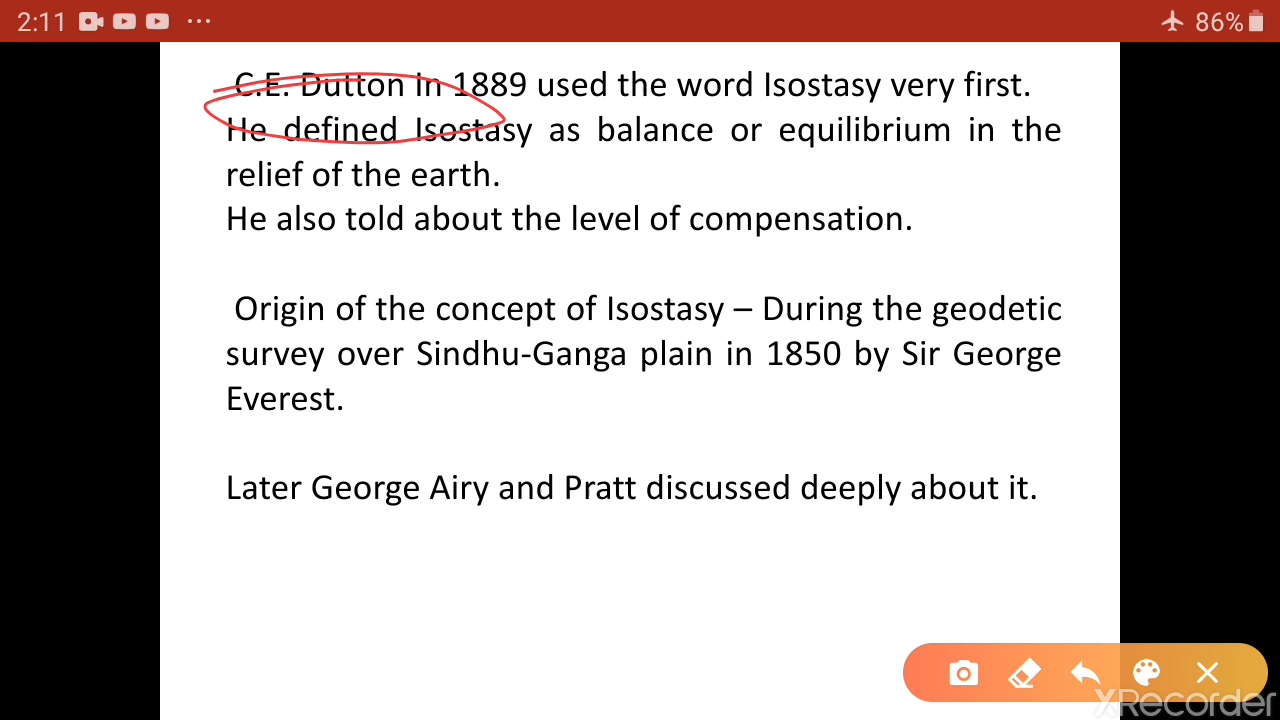 2:11 86%
C.E. Dutton In 1889 used the word Isostasy very first.
He defined Isostasy as balance or equilibrium in the
relief of the earth.
He also told about the level of compensation.
Origin of the concept of Isostasy – During the geodetic
survey over Sindhu-Ganga plain in 1850 by Sir George
Everest.
Later George Airy and Pratt discussed deeply about it.
XRecorder